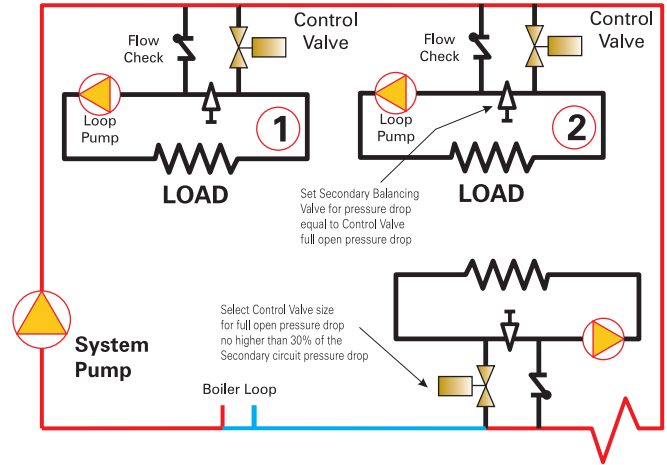 Control
Valve
Flow
Check
Loop
Pump
1
LOAD
Control
Valve
Flow
Check
Loop
Pump
2
LOAD
Set Secondary Balancing
Valve for pressure drop
equal to Control Valve
full open pressure drop
System
Pump
Select Control Valve size
for full open pressure drop
no higher than 30% of the
Secondary circuit pressure drop
Boiler Loop